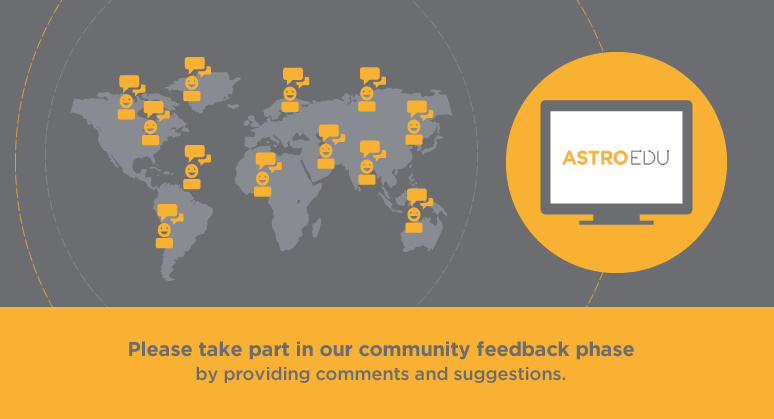 ASTROEDU
Please take part in our community feedback phase
by providing comments and suggestions.